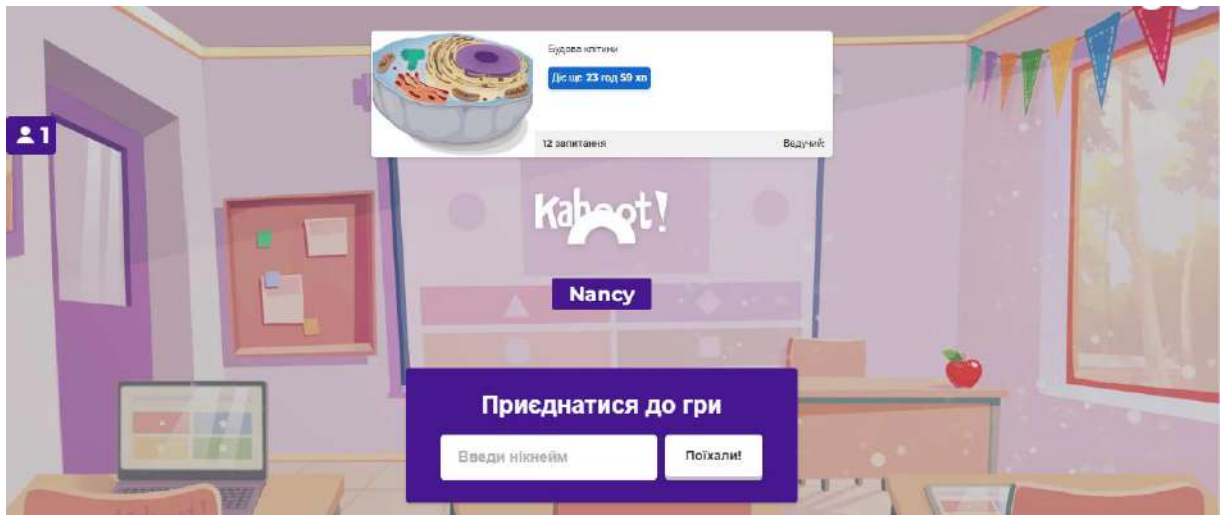 Будова клітини
Діє ще 23 год 59 хв
12 запитання
Ведучий:
1
Kahoot!
Nancy
Приєднатися до гри
Введи нікнейм
Поїхали!